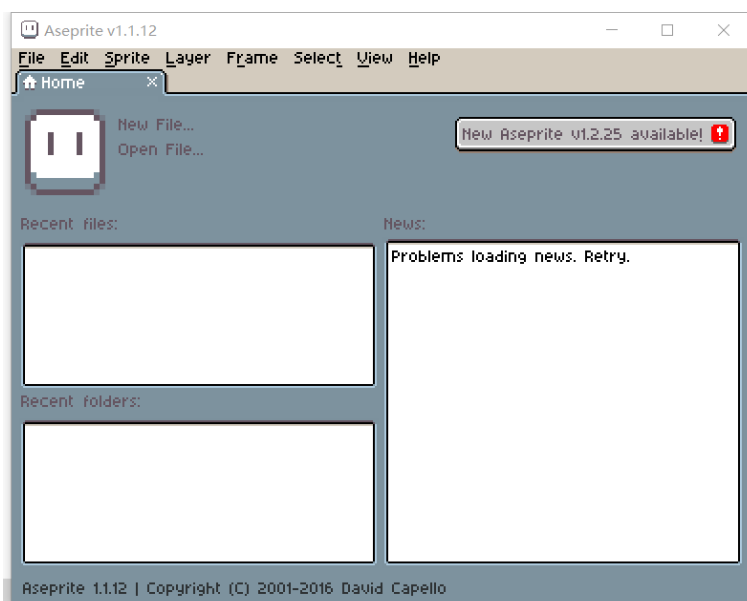 Aseprite v1.1.12
File Edit Sprite Layer Frame Select View Help
Home
New File...
Open File...
New Aseprite v1.2.25 available!
Recent files:
News:
Problems loading news. Retry.
Recent folders:
Aseprite 1.1.12 | Copyright (C) 2001-2016 David Capello